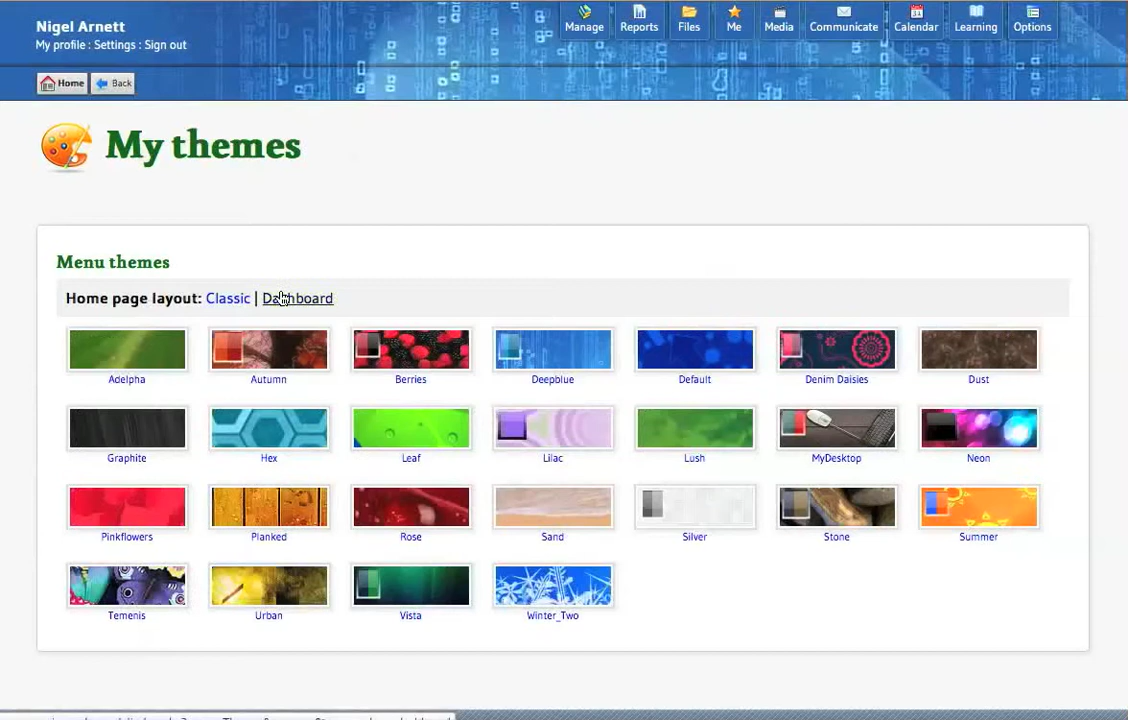 Nigel Arnett
My profile : Settings : Sign out
Manage Reports Files Me Media Communicate Calendar Learning Options
Home Back
My themes
Menu themes
Home page layout: Classic | Dashboard
Adelpha Autumn Berries Deepblue Default Denim Daisies Dust
Graphite Hex Leaf Lilac Lush MyDesktop Neon
Pinkflowers Planked Rose Sand Silver Stone Summer
Temenis Urban Vista Winter_Two